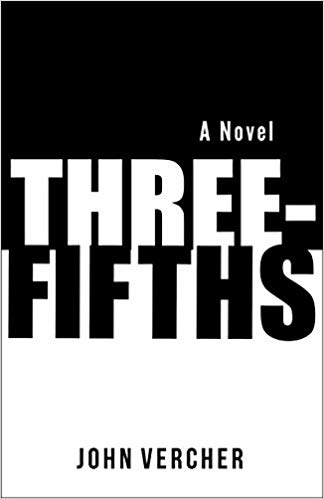 A Novel
THREE-
FIFTHS
JOHN VERCHER